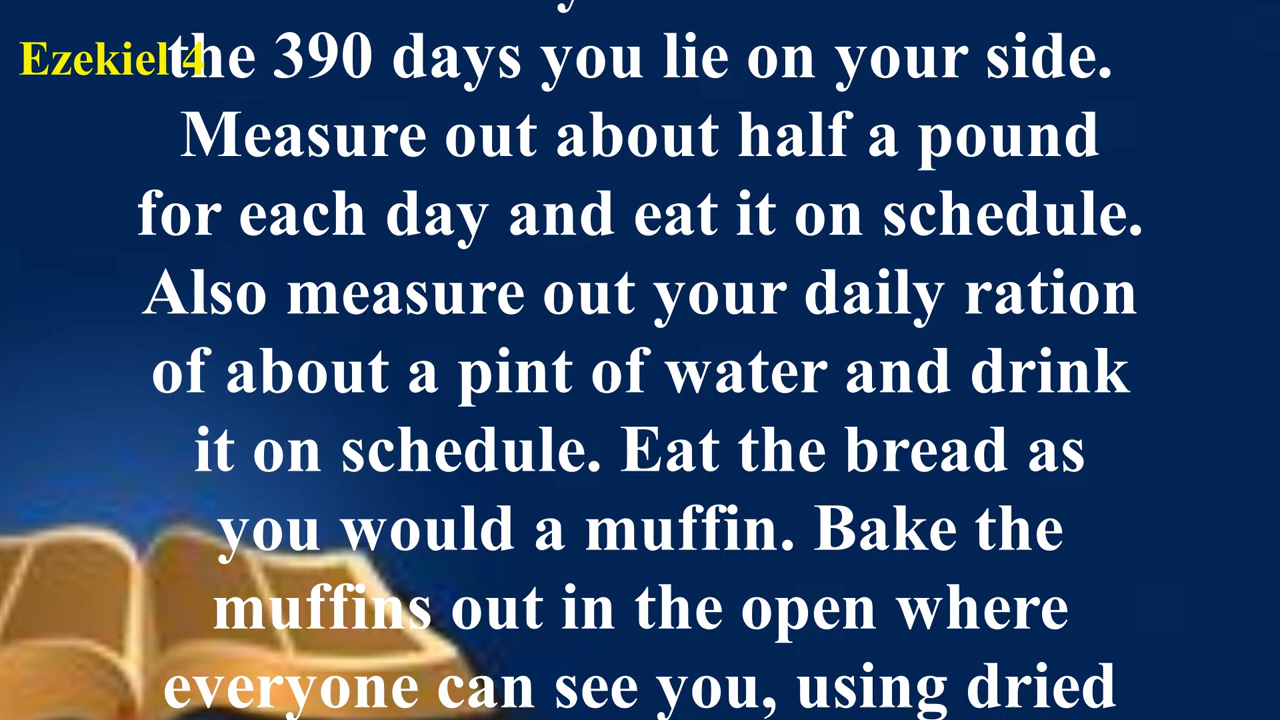 Ezekiel 4
the 390 days you lie on your side.
Measure out about half a pound
for each day and eat it on schedule.
Also measure out your daily ration
of about a pint of water and drink
it on schedule. Eat the bread as
you would a muffin. Bake the
muffins out in the open where
everyone can see you, using dried